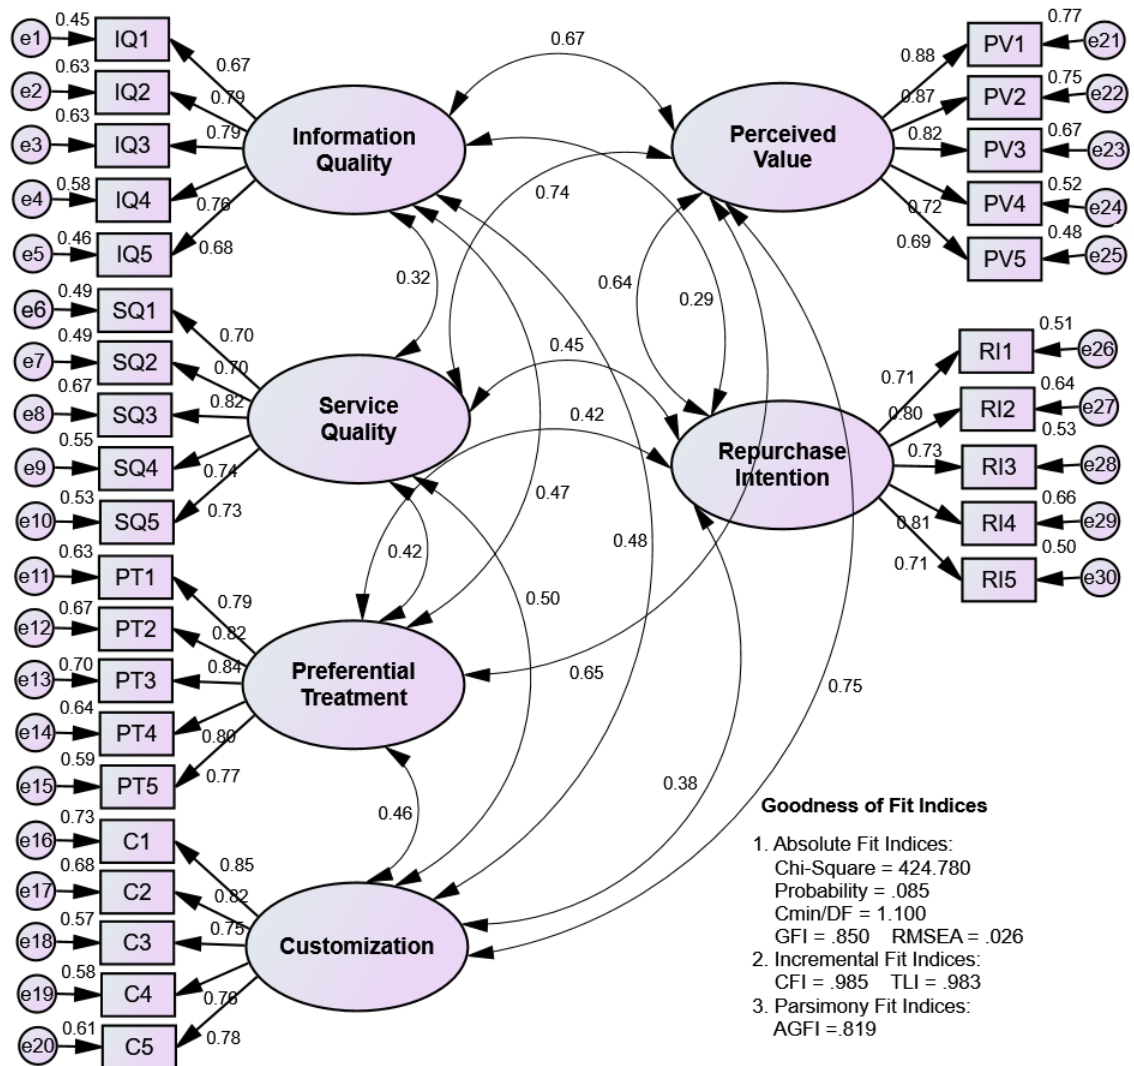 e1 0.45 IQ1
e2 0.63 IQ2
e3 0.63 IQ3
e4 0.58 IQ4
e5 0.46 IQ5
0.67
0.79
0.79
0.76
0.68
Information
Quality
e6 0.49 SQ1
e7 0.49 SQ2
e8 0.67 SQ3
e9 0.55 SQ4
e10 0.53 SQ5
0.70
0.70
0.82
0.74
0.73
Service
Quality
e11 0.63 PT1
e12 0.67 PT2
e13 0.70 PT3
e14 0.64 PT4
e15 0.59 PT5
0.79
0.82
0.84
0.80
0.77
Preferential
Treatment
e16 0.73 C1
e17 0.68 C2
e18 0.57 C3
e19 0.58 C4
e20 0.61 C5
0.85
0.82
0.75
0.76
0.78
Customization
0.67
0.74
0.32
0.64
0.29
0.45
0.42
0.47
0.48
0.42
0.50
0.65
0.75
0.46
0.38
Perceived
Value
0.88
0.87
0.82
0.72
0.69
PV1 0.77 e21
PV2 0.75 e22
PV3 0.67 e23
PV4 0.52 e24
PV5 0.48 e25
Repurchase
Intention
0.71
0.80
0.73
0.81
0.71
RI1 0.51 e26
RI2 0.64 e27
RI3 0.53 e28
RI4 0.66 e29
RI5 0.50 e30
Goodness of Fit Indices
1. Absolute Fit Indices:
Chi-Square = 424.780
Probability = .085
Cmin/DF = 1.100
GFI = .850 RMSEA = .026
2. Incremental Fit Indices:
CFI = .985 TLI = .983
3. Parsimony Fit Indices:
AGFI =.819